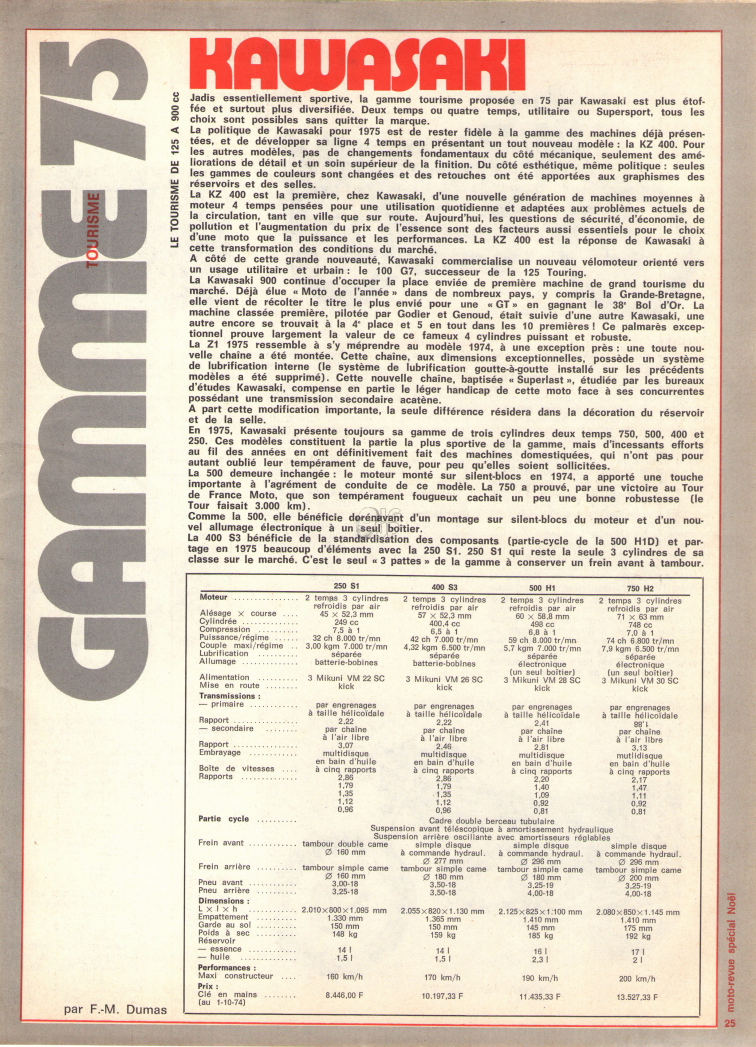 GAMME 75
TOURISME
LE TOURISME DE 125 A 900 cc
KAWASAKI
Jadis essentiellement sportive, la gamme tourisme proposée en 75 par Kawasaki est plus étof-
fée et surtout plus diversifiée. Deux temps ou quatre temps, utilitaire ou Supersport, tous les
choix sont possibles sans quitter la marque.
La politique de Kawasaki pour 1975 est de rester fidèle à la gamme des machines déjà présen-
tées, et de développer sa ligne 4 temps en présentant un tout nouveau modèle : la KZ 400. Pour
les autres modèles, pas de changements fondamentaux du côté mécanique, seulement des amé-
liorations de détail et un soin supérieur de la finition. Du côté esthétique, même politique : seules
les gammes de couleurs sont changées et des retouches ont été apportées aux graphismes des
réservoirs et des selles.
La KZ 400 est la première, chez Kawasaki, d'une nouvelle génération de machines moyennes à
moteur 4 temps pensées pour une utilisation quotidienne et adaptées aux problèmes actuels de
la circulation, tant en ville que sur route. Aujourd'hui, les questions de sécurité, d'économie, de
pollution et l'augmentation du prix de l'essence sont des facteurs aussi essentiels pour le choix
d'une moto que la puissance et les performances. La KZ 400 est la réponse de Kawasaki à
cette transformation des conditions du marché.
A côté de cette grande nouveauté, Kawasaki commercialise un nouveau vélomoteur orienté vers
un usage utilitaire et urbain : le 100 G7, successeur de la 125 Touring.
La Kawasaki 900 continue d'occuper la place enviée de première machine de grand tourisme du
marché. Déjà élue « Moto de l'année » dans de nombreux pays, y compris la Grande-Bretagne,
elle vient de récolter le titre le plus envié pour une « GT » en gagnant le 38e Bol d'Or. La
machine classée première, pilotée par Godier et Genoud, était suivie d'une autre Kawasaki, une
autre encore se trouvait à la 4e place et 5 en tout dans les 10 premières ! Ce palmarès excep-
tionnel prouve largement la valeur de ce fameux 4 cylindres puissant et robuste.
La Z1 1975 ressemble à s'y méprendre au modèle 1974, à une exception près : une toute nou-
velle chaîne a été montée. Cette chaîne, aux dimensions exceptionnelles, possède un système
de lubrification interne (le système de lubrification goutte-à-goutte installé sur les précédents
modèles a été supprimé). Cette nouvelle chaine, baptisée « Superlast », étudiée par les bureaux
d'études Kawasaki, compense en partie le léger handicap de cette moto face à ses concurrentes
possédant une transmission secondaire acatène.
A part cette modification importante, la seule différence résidera dans la décoration du réservoir
et de la selle.
En 1975, Kawasaki présente toujours sa gamme de trois cylindres deux temps 750, 500, 400 et
250. Ces modèles constituent la partie la plus sportive de la gamme, mais d'incessants efforts
au fil des années en ont définitivement fait des machines domestiquées, qui n'ont pas pour
autant oublié leur tempérament de fauve, pour peu qu'elles soient sollicitées.
La 500 demeure inchangée : le moteur monté sur silent-blocs en 1974, a apporté une touche
importante à l'agrément de conduite de ce modèle. La 750 a prouvé, par une victoire au Tour
de France Moto, que son tempérament fougueux cachait un peu une bonne robustesse (le
Tour faisait 3.000 km).
Comme la 500, elle bénéficie dorénavant d'un montage sur silent-blocs du moteur et d'un nou-
vel allumage électronique à un seul boîtier.
La 400 S3 bénéficie de la standardisation des composants (partie-cycle de la 500 H1D) et par-
tage en 1975 beaucoup d'éléments avec la 250 S1. 250 S1 qui reste la seule 3 cylindres de sa
classe sur le marché. C'est le seul « 3 pattes » de la gamme à conserver un frein avant à tambour.
250 S1 400 S3 500 H1 750 H2
Moteur ................ 2 temps 3 cylindres 2 temps 3 cylindres 2 temps 3 cylindres 2 temps 3 cylindres
refroidis par air refroidis par air refroidis par air refroidis par air
Alésage × course .... 45 × 52,3 mm 57 × 52,3 mm 60 × 58,8 mm 71 × 63 mm
Cylindrée .............. 249 cc 400,4 cc 498 cc 748 cc
Compression .......... 7,5 à 1 6,5 à 1 6,8 à 1 7,0 à 1
Puissance/régime ..... 32 ch 8.000 tr/mn 42 ch 7.000 tr/mn 59 ch 8.000 tr/mn 74 ch 6.800 tr/mn
Couple maxi/régime .. 3,00 kgm 7.000 tr/mn 4,32 kgm 6.500 tr/mn 5.7 kgm 7.000 tr/mn 7,9 kgm 6.500 tr/mn
Lubrification .......... séparée séparée séparée séparée
Allumage .............. batterie-bobines batterie-bobines électronique électronique
(un seul boîtier) (un seul boîtier)
Alimentation .......... 3 Mikuni VM 22 SC 3 Mikuni VM 26 SC 3 Mikuni VM 28 SC 3 Mikuni VM 30 SC
Mise en route ........ kick kick kick kick
Transmissions :
— primaire ............ par engrenages par engrenages par engrenages par engrenages
à taille hélicoïdale à taille hélicoïdale à taille hélicoïdale à taille hélicoïdale
Rapport ................ 2,22 2,22 2,41 1,88
— secondaire ........ par chaîne par chaîne par chaîne par chaîne
à l'air libre à l'air libre à l'air libre à l'air libre
Rapport ................ 3,07 2,46 2,81 3,13
Embrayage ............ multidisque multidisque mutlidisque mutlidisque
en bain d'huile en bain d'huile en bain d'huile en bain d'huile
Boîte de vitesses .... à cinq rapports à cinq rapports à cinq rapports à cinq rapports
Rapports .............. 2,86 2,86 2,20 2,17
1,79 1,79 1,40 1,47
1,35 1,35 1,09 1,11
1,12 1,12 0,92 0,92
0,96 0,96 0,81 0.81
Partie cycle .......... Cadre double berceau tubulaire
Suspension avant téléscopique à amortissement hydraulique
Suspension arrière oscillante avec amortisseurs réglables
Frein avant ............ tambour double came simple disque simple disque simple disque
Ø 160 mm à commande hydraul. à commande hydraul. à commande hydraul.
Ø 277 mm Ø 296 mm Ø 296 mm
Frein arrière .......... tambour simple came tambour simple came tambour simple came tambour simple came
Ø 160 mm Ø 180 mm Ø 180 mm Ø 200 mm
Pneu avant ............ 3,00-18 3,50-18 3,25-19 3,25-19
Pneu arrière .......... 3,25-18 3,50-18 4,00-18 4,00-18
Dimensions :
L × l × h ............ 2.010×800×1.095 mm 2.055×820×1.130 mm 2.125×825×1.100 mm 2.080×850×1.145 mm
Empattement .......... 1.330 mm 1.365 mm 1.410 mm 1.410 mm
Garde au sol .......... 150 mm 150 mm 145 mm 175 mm
Poids à sec .......... 148 kg 159 kg 185 kg 192 kg
Réservoir
— essence ............ 14 l 14 l 16 l 17 l
— huile .............. 1,5 l 1,5 l 2,3 l 2 l
Performances :
Maxi constructeur .... 160 km/h 170 km/h 190 km/h 200 km/h
Prix :
Clé en mains ........ 8.446,00 F 10.197,33 F 11.435,33 F 13.527,33 F
(au 1-10-74)
par F.-M. Dumas
moto-revue spécial Noël
25